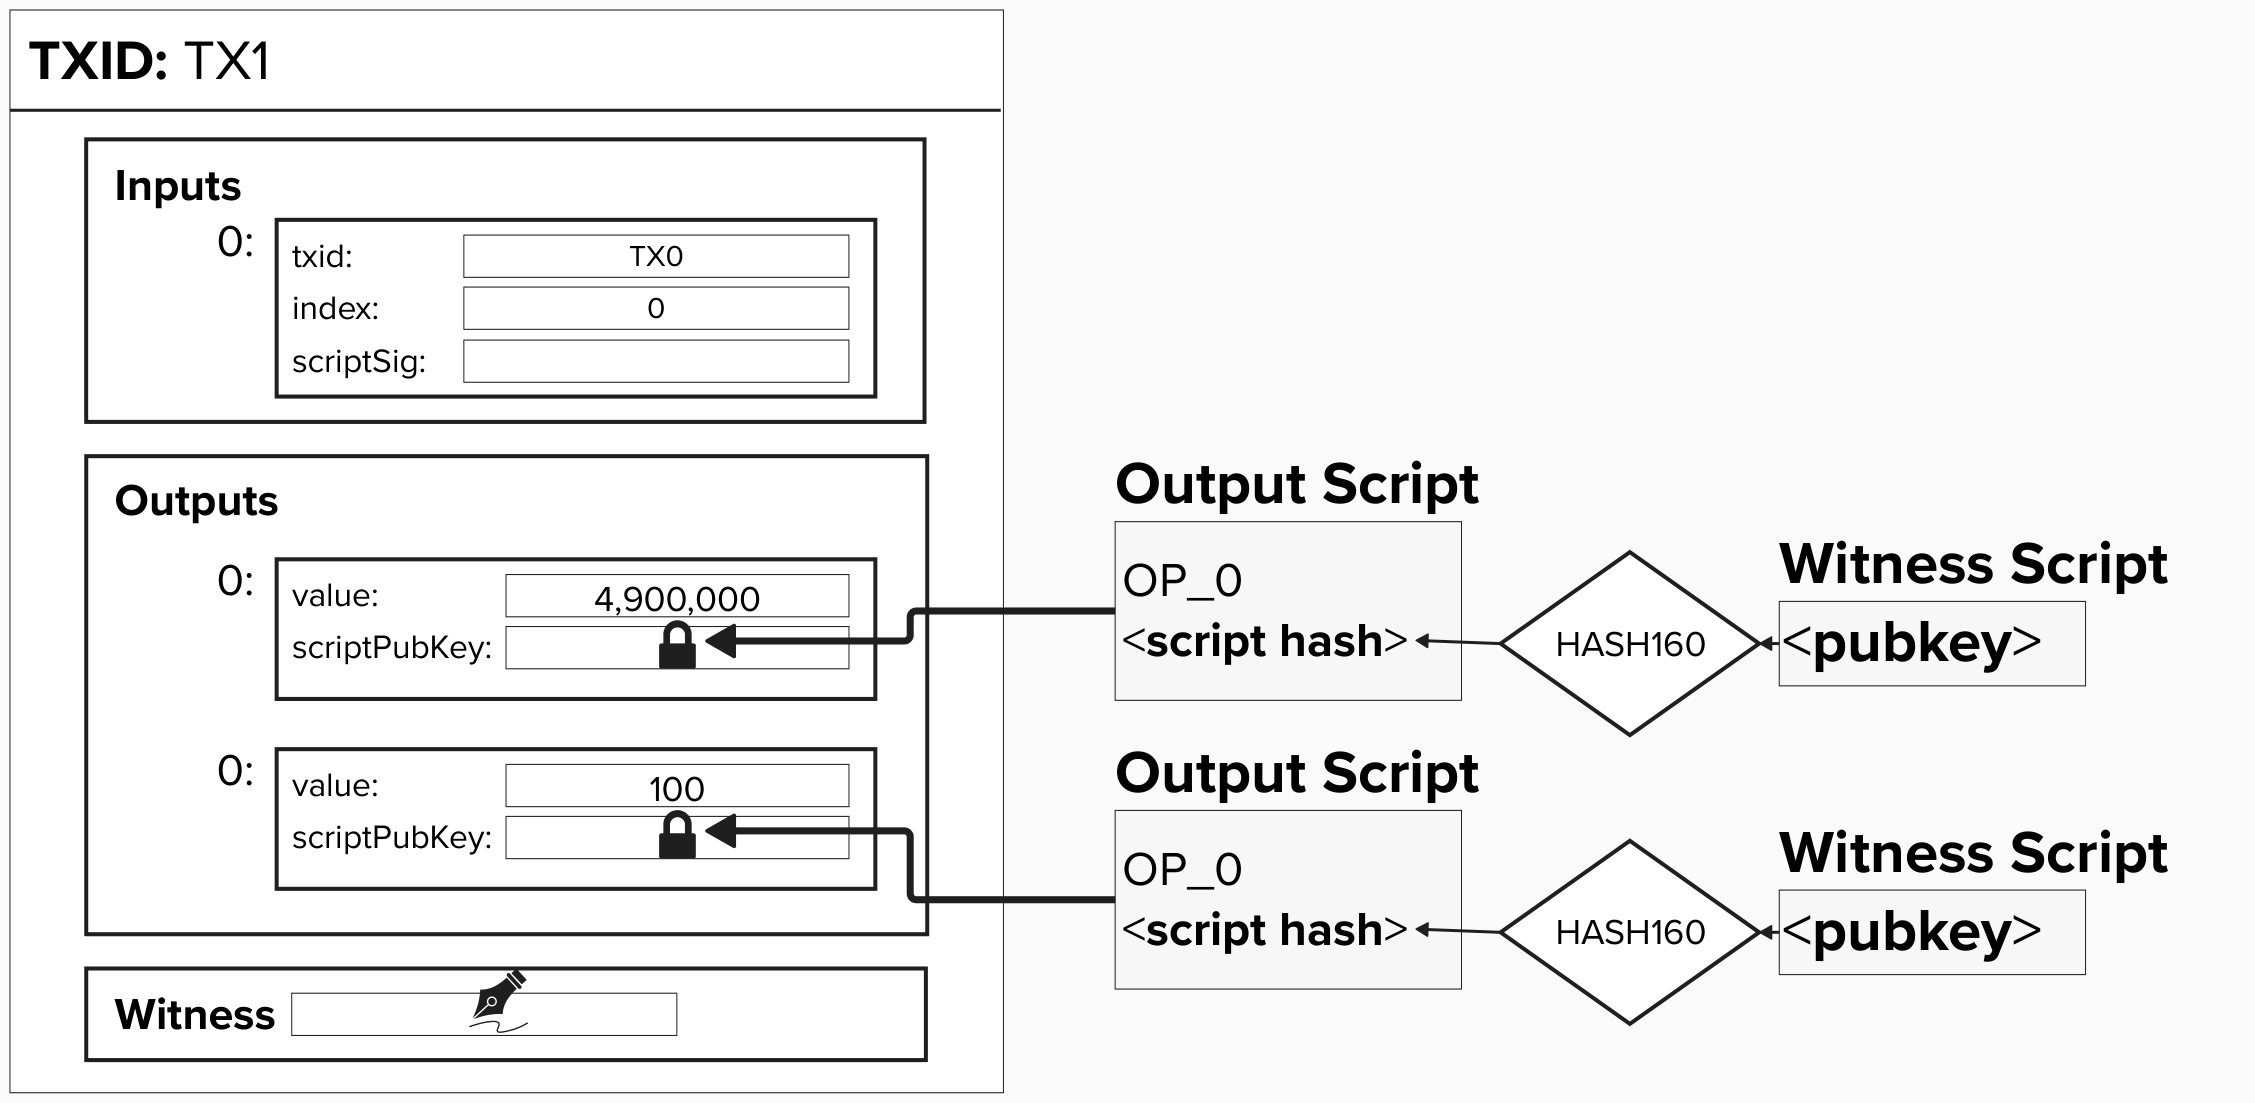 TXID: TX1
Inputs
0:
txid: TX0
index: 0
scriptSig:
Outputs
0:
value: 4,900,000
scriptPubKey:
0:
value: 100
scriptPubKey:
Witness
Output Script
OP_0
<script hash>
HASH160
Witness Script
<pubkey>
Output Script
OP_0
<script hash>
HASH160
Witness Script
<pubkey>